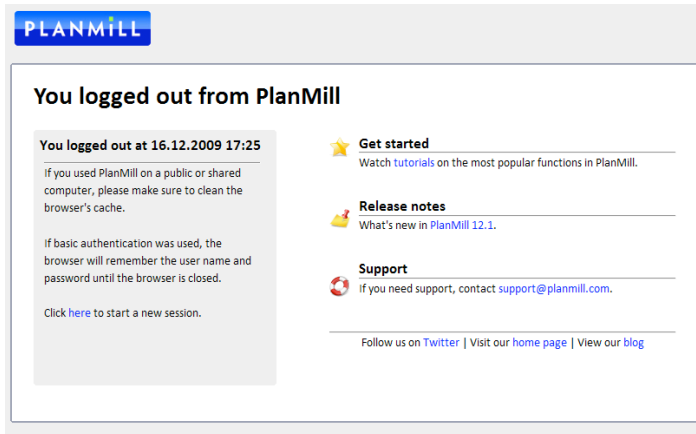 PLANMiLL
You logged out from PlanMill
You logged out at 16.12.2009 17:25
If you used PlanMill on a public or shared
computer, please make sure to clean the
browser's cache.
If basic authentication was used, the
browser will remember the user name and
password until the browser is closed.
Click here to start a new session.
Get started
Watch tutorials on the most popular functions in PlanMill.
Release notes
What's new in PlanMill 12.1.
Support
If you need support, contact support@planmill.com.
Follow us on Twitter | Visit our home page | View our blog